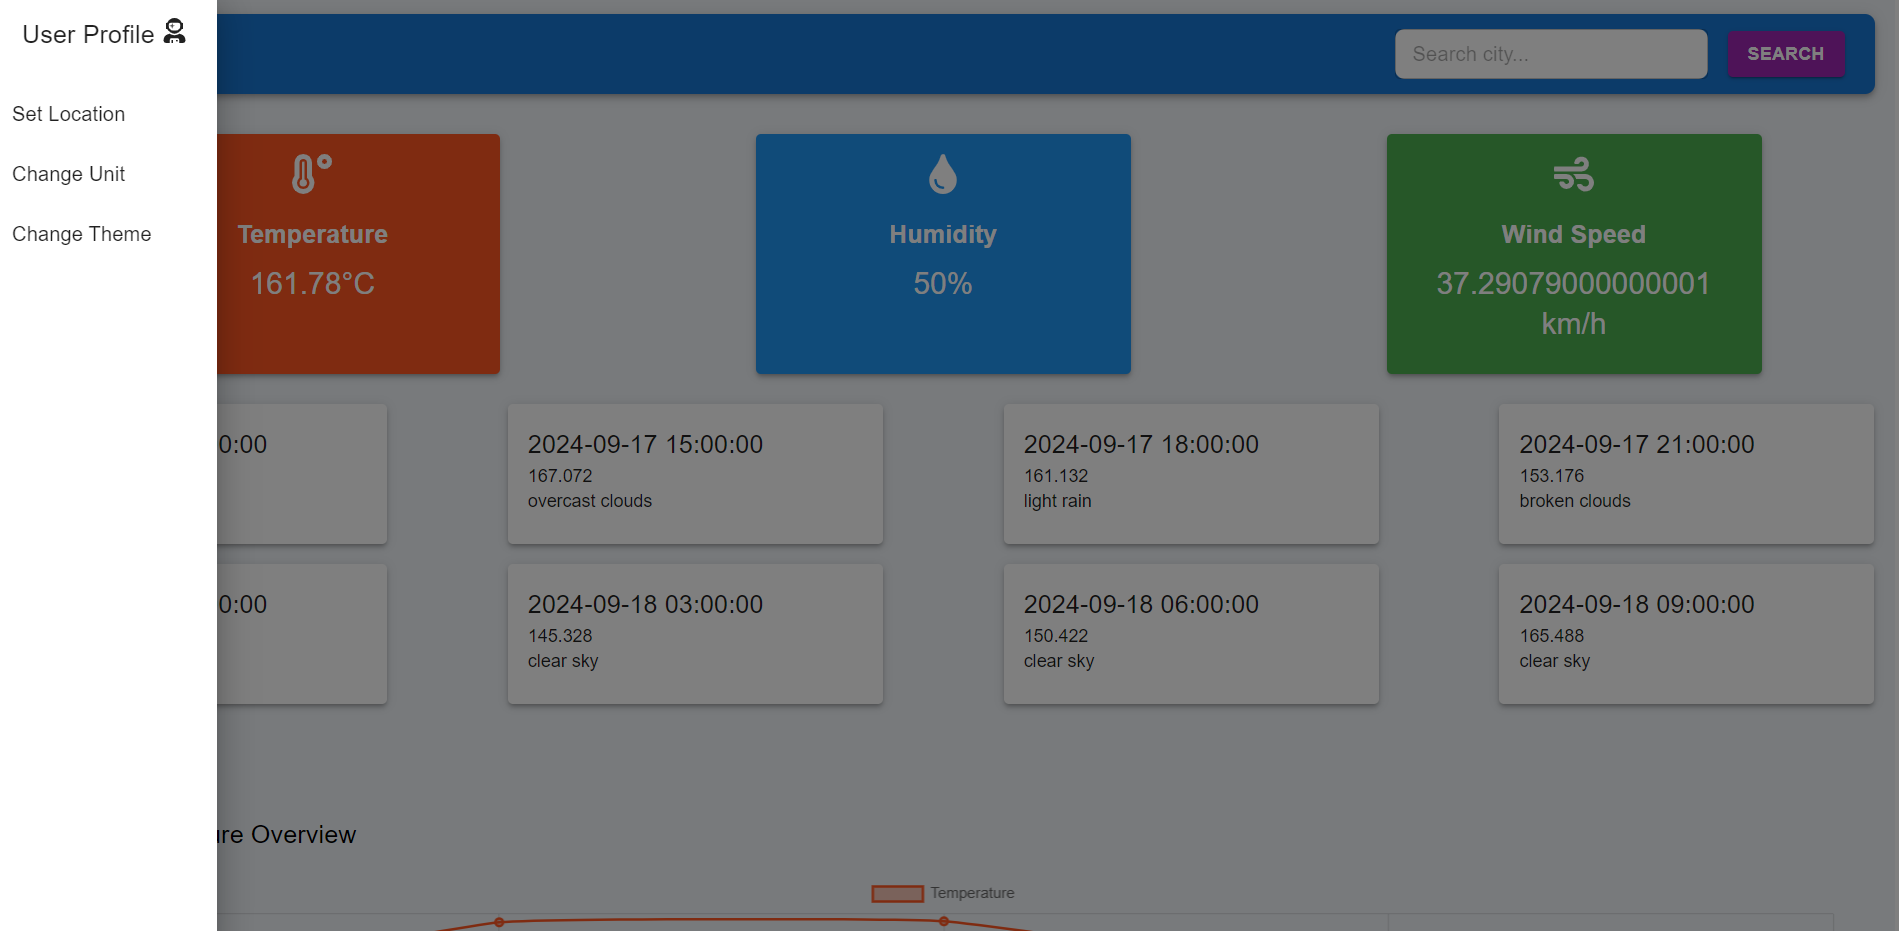 User Profile
Set Location
Change Unit
Change Theme
Search city...
SEARCH
Temperature
161.78°C
Humidity
50%
Wind Speed
37.29079000000001
km/h
0:00
2024-09-17 15:00:00
167.072
overcast clouds
2024-09-17 18:00:00
161.132
light rain
2024-09-17 21:00:00
153.176
broken clouds
0:00
2024-09-18 03:00:00
145.328
clear sky
2024-09-18 06:00:00
150.422
clear sky
2024-09-18 09:00:00
165.488
clear sky
re Overview
Temperature